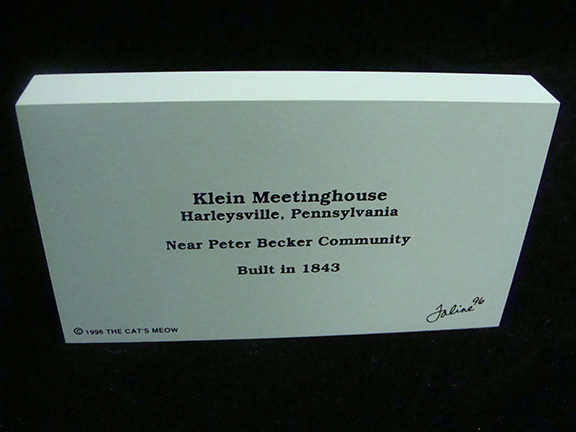 Klein Meetinghouse
Harleysville, Pennsylvania
Near Peter Becker Community
Built in 1843
© 1996 THE CAT'S MEOW
Faline 96